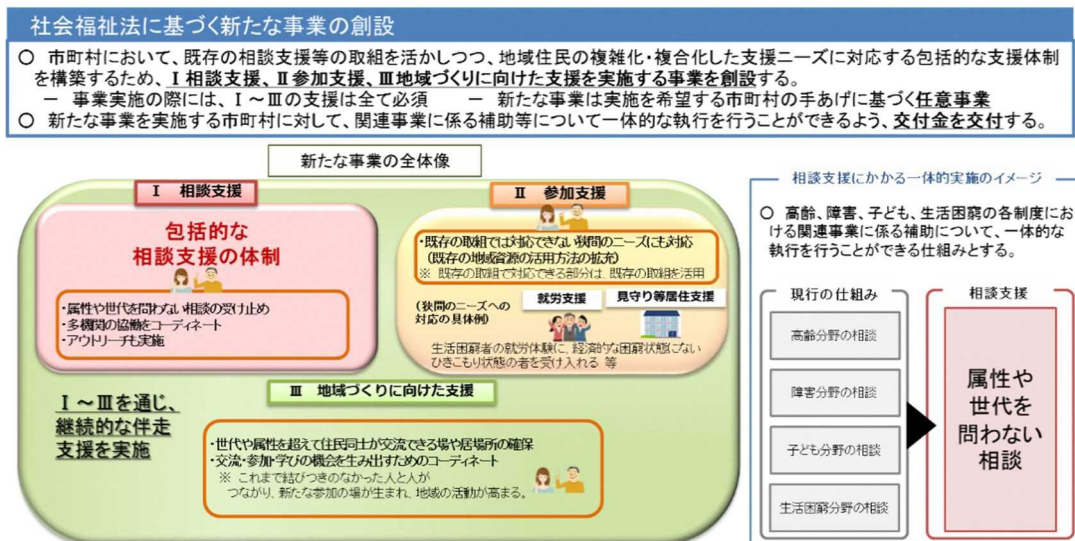 社会福祉法に基づく新たな事業の創設
○ 市町村において、既存の相談支援等の取組を活かしつつ、地域住民の複雑化・複合化した支援ニーズに対応する包括的な支援体制
を構築するため、Ⅰ相談支援、Ⅱ参加支援、Ⅲ地域づくりに向けた支援を実施する事業を創設する。
－ 事業実施の際には、Ⅰ～Ⅲの支援は全て必須 － 新たな事業は実施を希望する市町村の手あげに基づく任意事業
○ 新たな事業を実施する市町村に対して、関連事業に係る補助等について一体的な執行を行うことができるよう、交付金を交付する。
新たな事業の全体像
Ⅰ 相談支援
包括的な
相談支援の体制
・属性や世代を問わない相談の受け止め
・多機関の協働をコーディネート
・アウトリーチも実施
Ⅱ 参加支援
・既存の取組では対応できない狭間のニーズにも対応
(既存の地域資源の活用方法の拡充)
※ 既存の取組で対応できる部分は、既存の取組を活用
(狭間のニーズへの
対応の具体例)
就労支援
見守り等居住支援
生活困窮者の就労体験に、経済的な困窮状態にない
ひきこもり状態の者を受け入れる 等
Ⅲ 地域づくりに向けた支援
Ⅰ～Ⅲを通じ、
継続的な伴走
支援を実施
・世代や属性を超えて住民同士が交流できる場や居場所の確保
・交流・参加・学びの機会を生み出すためのコーディネート
※ これまで結びつきのなかった人と人が
つながり、新たな参加の場が生まれ、地域の活動が高まる。
相談支援にかかる一体的実施のイメージ
○ 高齢、障害、子ども、生活困窮の各制度にお
ける関連事業に係る補助について、一体的な
執行を行うことができる仕組みとする。
現行の仕組み
高齢分野の相談
障害分野の相談
子ども分野の相談
生活困窮分野の相談
相談支援
属性や
世代を
問わない
相談